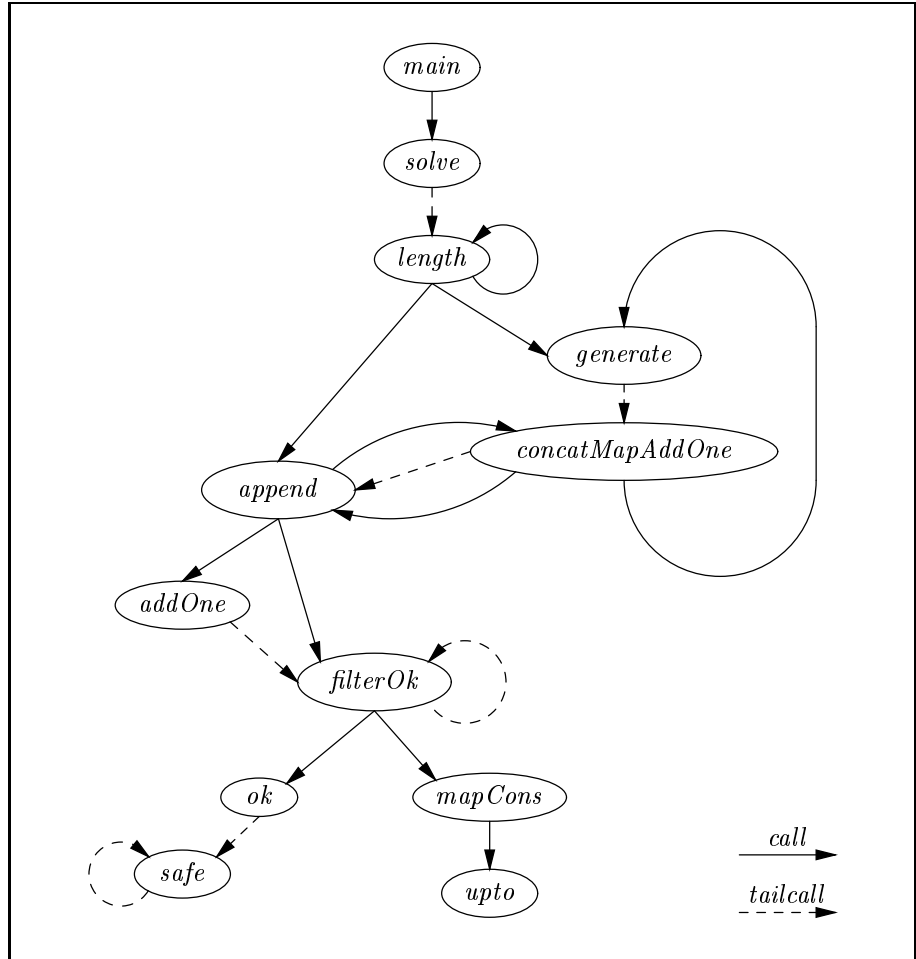 main
solve
length
generate
concatMapAddOne
append
addOne
filterOk
ok
mapCons
safe
upto
call
tailcall